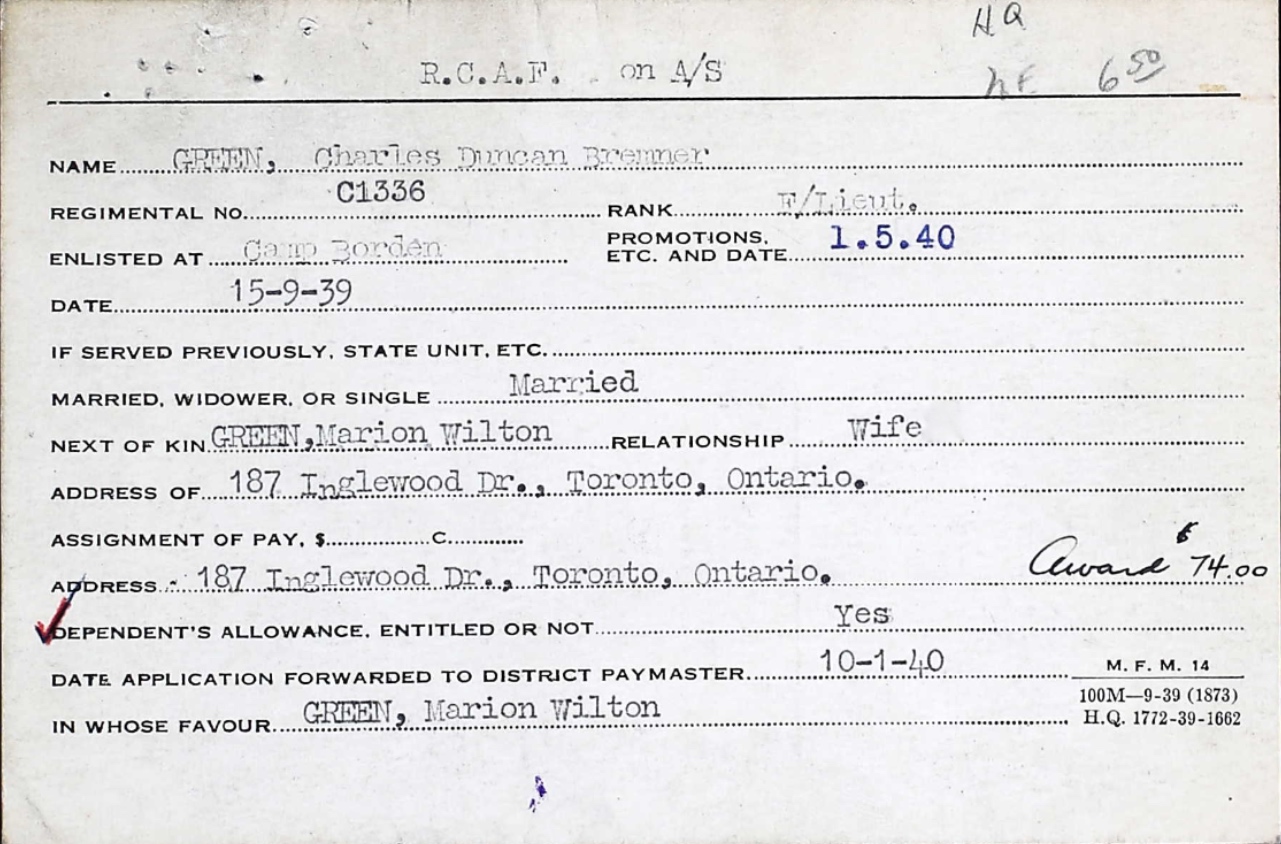 HQ
R.C.A.F. on A/S
NF 6 50
NAME GREEN, Charles Duncan Bremner
REGIMENTAL NO. C1336 RANK F/Lieut.
ENLISTED AT Camp Borden PROMOTIONS, ETC. AND DATE 1.5.40
DATE 15-9-39
IF SERVED PREVIOUSLY, STATE UNIT, ETC.
MARRIED, WIDOWER, OR SINGLE Married
NEXT OF KIN GREEN, Marion Wilton RELATIONSHIP Wife
ADDRESS OF 187 Inglewood Dr., Toronto, Ontario.
ASSIGNMENT OF PAY, $ C
ADDRESS - 187 Inglewood Dr., Toronto, Ontario. Award $74.00
DEPENDENT'S ALLOWANCE, ENTITLED OR NOT Yes
DATE APPLICATION FORWARDED TO DISTRICT PAYMASTER 10-1-40
IN WHOSE FAVOUR GREEN, Marion Wilton
M. F. M. 14
100M—9-39 (1873)
H.Q. 1772-39-1662